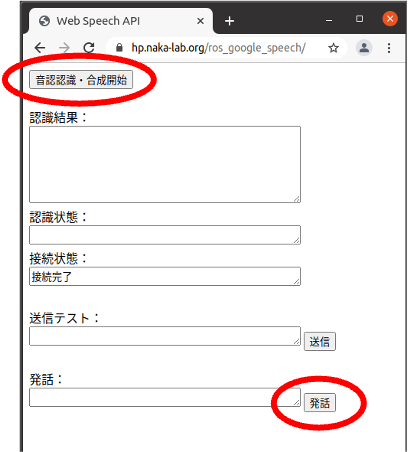 Web Speech API
hp.naka-lab.org/ros_google_speech/
音認認識・合成開始
認識結果：
認識状態：
接続状態：
接続完了
送信テスト：
送信
発話：
発話